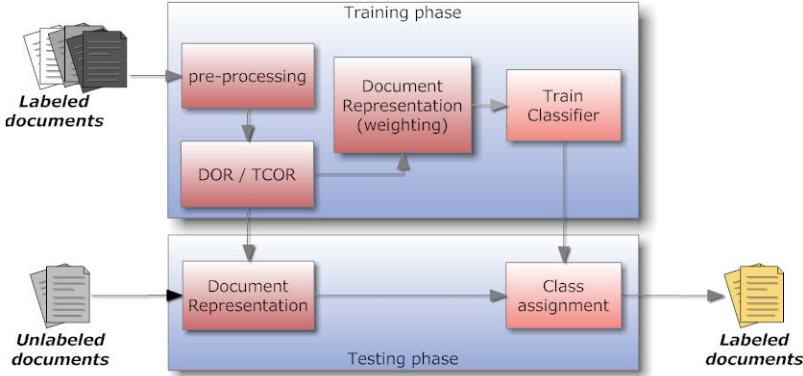 Training phase
pre-processing
Document
Representation
(weighting)
Train
Classifier
Labeled
documents
DOR / TCOR
Document
Representation
Class
assignment
Unlabeled
documents
Labeled
documents
Testing phase